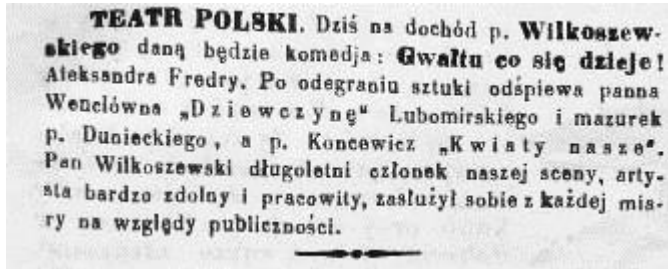 TEATR POLSKI. Dziś na dochód p. Wilkoszew-
skiego daną będzie komedja: Gwałtu co się dzieje!
Aleksandra Fredry. Po odegraniu sztuki odśpiewa panna
Wenclówna „Dziewczynę" Lubomirskiego i mazurek
p. Dunieckiego, a p. Koncewicz „Kwiaty nasze".
Pan Wilkoszewski długoletni członek naszej sceny, arty-
sta bardzo zdolny i pracowity, zasłużył sobie z każdej mia-
ry na względy publiczności.